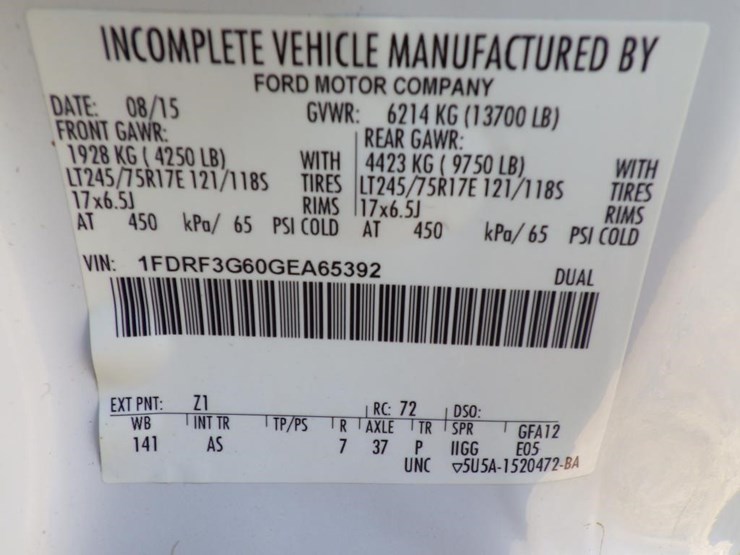 INCOMPLETE VEHICLE MANUFACTURED BY
FORD MOTOR COMPANY
DATE: 08/15 GVWR: 6214 KG (13700 LB)
FRONT GAWR: REAR GAWR:
1928 KG ( 4250 LB) WITH 4423 KG ( 9750 LB) WITH
LT245/75R17E 121/118S TIRES LT245/75R17E 121/118S TIRES
17x6.5J RIMS 17x6.5J RIMS
AT 450 kPa/ 65 PSI COLD AT 450 kPa/ 65 PSI COLD
VIN: 1FDRF3G60GEA65392 DUAL
EXT PNT: Z1 RC: 72 DSO:
WB INT TR TP/PS R AXLE TR SPR GFA12
141 AS 7 37 P IIGG E05
UNC ▽5U5A-1520472-BA